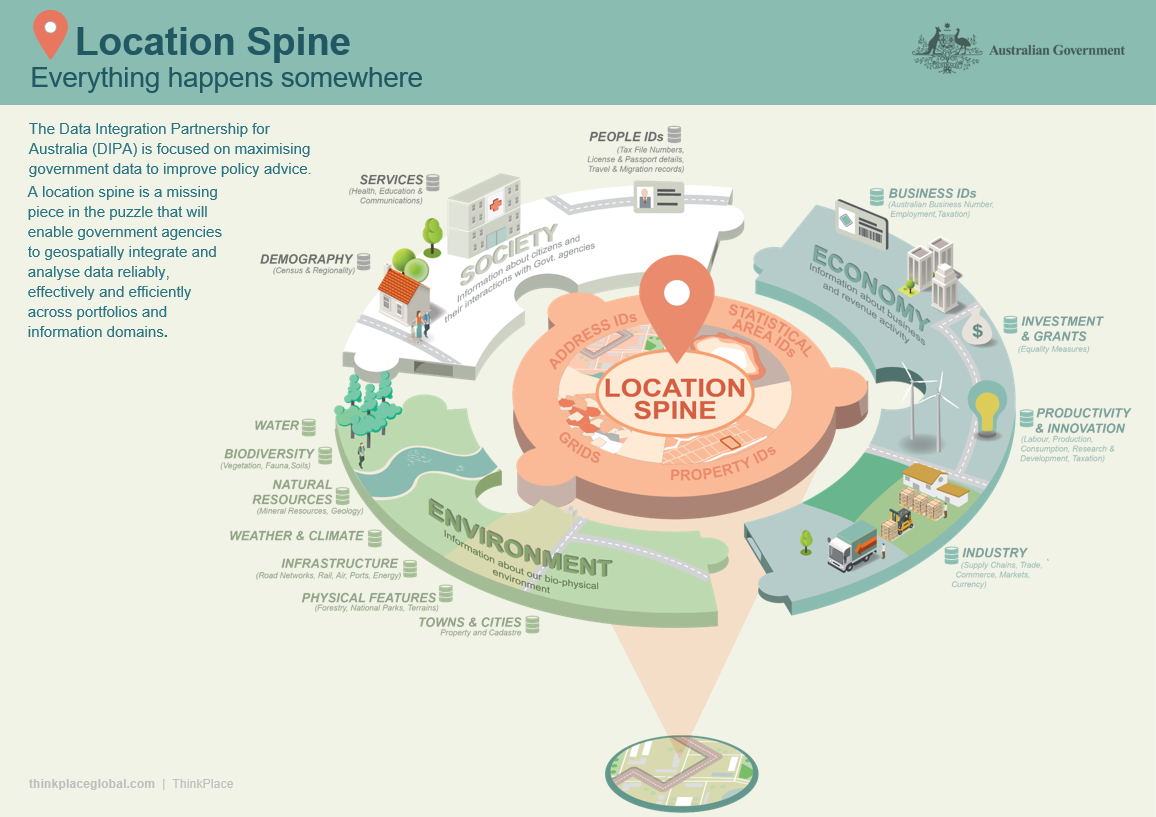 Location Spine
Everything happens somewhere
Australian Government
The Data Integration Partnership for
Australia (DIPA) is focused on maximising
government data to improve policy advice.
A location spine is a missing
piece in the puzzle that will
enable government agencies
to geospatially integrate and
analyse data reliably,
effectively and efficiently
across portfolios and
information domains.
PEOPLE IDs
(Tax File Numbers,
License & Passport details,
Travel & Migration records)
SERVICES
(Health, Education &
Communications)
DEMOGRAPHY
(Census & Regionality)
SOCIETY
Information about citizens and
their interactions with Govt. agencies
BUSINESS IDs
(Australian Business Number,
Employment,Taxation)
ECONOMY
Information about business
and revenue activity
$
INVESTMENT
& GRANTS
(Equality Measures)
PRODUCTIVITY
& INNOVATION
(Labour, Production,
Consumption, Research &
Development, Taxation)
INDUSTRY
(Supply Chains, Trade,
Commerce, Markets,
Currency)
ADDRESS IDs
STATISTICAL
AREA IDs
LOCATION
SPINE
GRIDS
PROPERTY IDs
WATER
BIODIVERSITY
(Vegetation, Fauna,Soils)
NATURAL
RESOURCES
(Mineral Resources, Geology)
WEATHER & CLIMATE
INFRASTRUCTURE
(Road Networks, Rail, Air, Ports, Energy)
PHYSICAL FEATURES
(Forestry, National Parks, Terrains)
TOWNS & CITIES
Property and Cadastre
ENVIRONMENT
Information about our bio-physical
environment
thinkplaceglobal.com | ThinkPlace